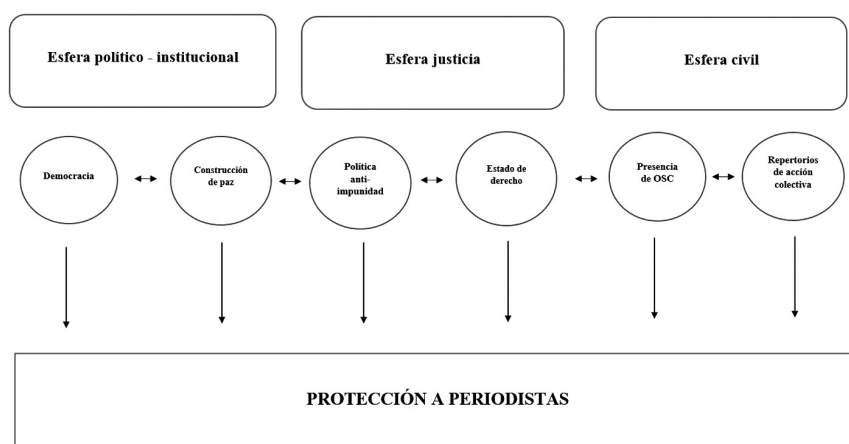 Esfera político - institucional
Esfera justicia
Esfera civil
Democracia
Construcción
de paz
Política
anti-
impunidad
Estado de
derecho
Presencia
de OSC
Repertorios
de acción
colectiva
PROTECCIÓN A PERIODISTAS